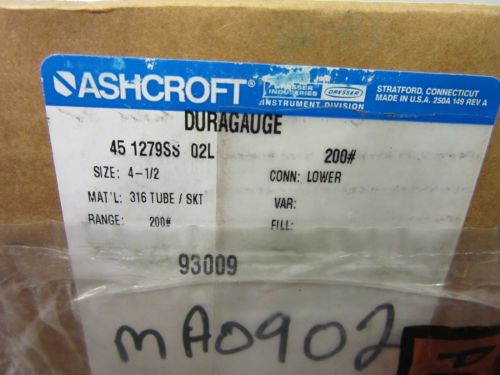 ASHCROFT®
DRESSER INDUSTRIES
DRESSER
INSTRUMENT DIVISION
STRATFORD, CONNECTICUT
MADE IN U.S.A. 250A 149 REV A
DURAGAUGE
45 1279SS 02L 200#
SIZE: 4-1/2 CONN: LOWER
MAT'L: 316 TUBE / SKT VAR:
RANGE: 200# FILL:
93009
MA0902